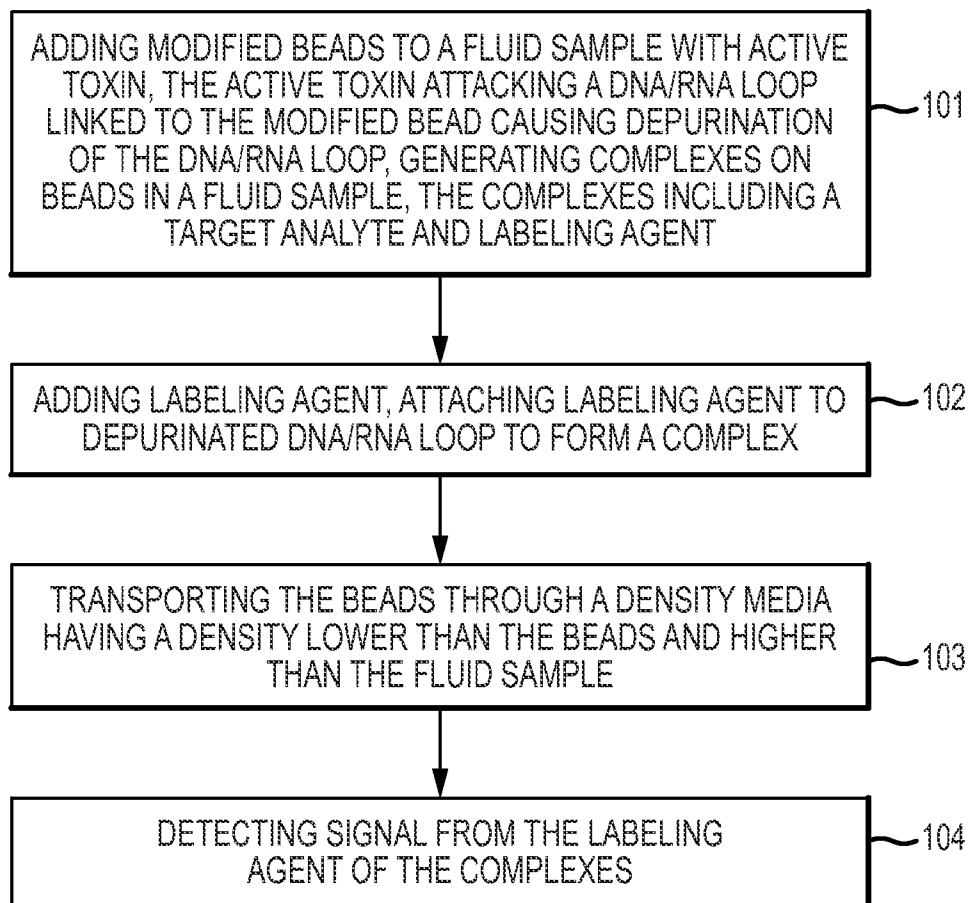 ADDING MODIFIED BEADS TO A FLUID SAMPLE WITH ACTIVE
TOXIN, THE ACTIVE TOXIN ATTACKING A DNA/RNA LOOP
LINKED TO THE MODIFIED BEAD CAUSING DEPURINATION
OF THE DNA/RNA LOOP, GENERATING COMPLEXES ON
BEADS IN A FLUID SAMPLE, THE COMPLEXES INCLUDING A
TARGET ANALYTE AND LABELING AGENT
101
ADDING LABELING AGENT, ATTACHING LABELING AGENT TO
DEPURINATED DNA/RNA LOOP TO FORM A COMPLEX
102
TRANSPORTING THE BEADS THROUGH A DENSITY MEDIA
HAVING A DENSITY LOWER THAN THE BEADS AND HIGHER
THAN THE FLUID SAMPLE
103
DETECTING SIGNAL FROM THE LABELING
AGENT OF THE COMPLEXES
104